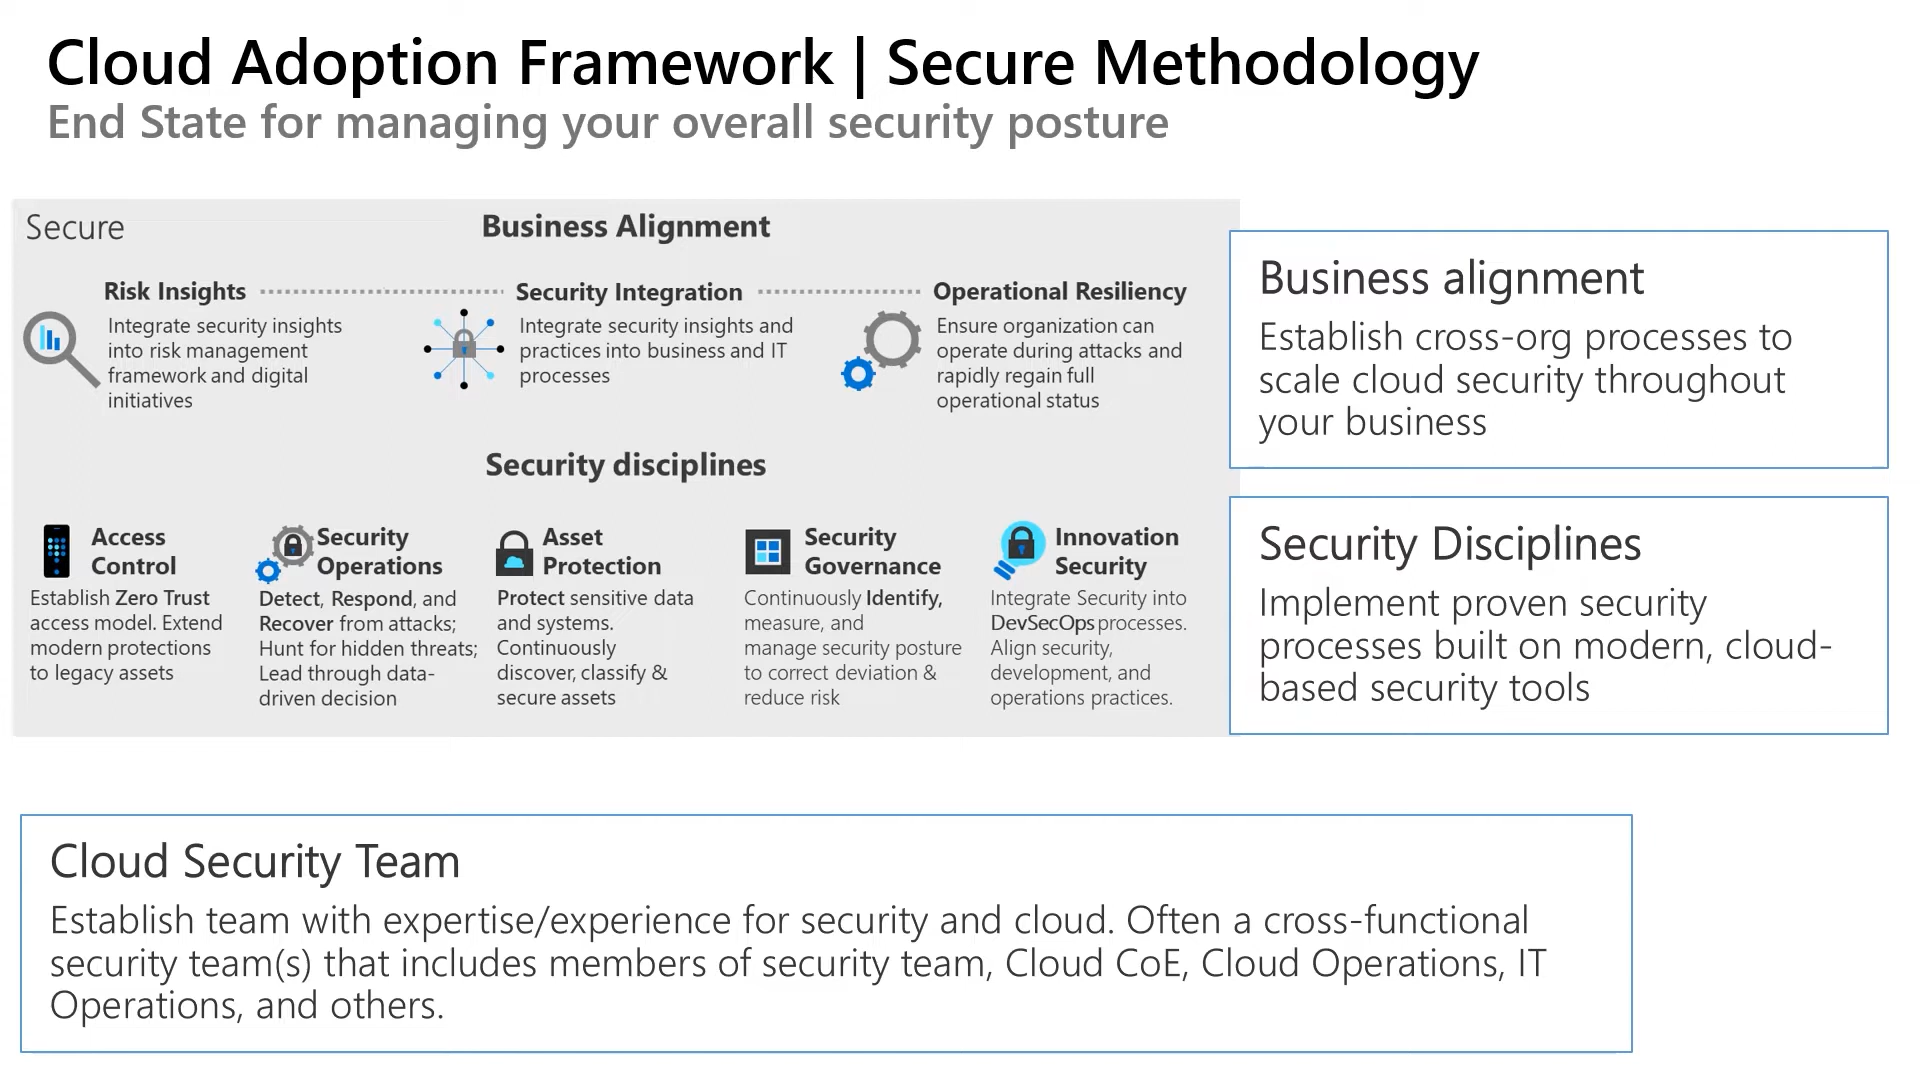 Cloud Adoption Framework | Secure Methodology
End State for managing your overall security posture
Secure
Business Alignment
Risk Insights
Integrate security insights
into risk management
framework and digital
initiatives
Security Integration
Integrate security insights and
practices into business and IT
processes
Operational Resiliency
Ensure organization can
operate during attacks and
rapidly regain full
operational status
Security disciplines
Access
Control
Establish Zero Trust
access model. Extend
modern protections
to legacy assets
Security
Operations
Detect, Respond, and
Recover from attacks;
Hunt for hidden threats;
Lead through data-
driven decision
Asset
Protection
Protect sensitive data
and systems.
Continuously
discover, classify &
secure assets
Security
Governance
Continuously Identify,
measure, and
manage security posture
to correct deviation &
reduce risk
Innovation
Security
Integrate Security into
DevSecOps processes.
Align security,
development, and
operations practices.
Business alignment
Establish cross-org processes to
scale cloud security throughout
your business
Security Disciplines
Implement proven security
processes built on modern, cloud-
based security tools
Cloud Security Team
Establish team with expertise/experience for security and cloud. Often a cross-functional
security team(s) that includes members of security team, Cloud CoE, Cloud Operations, IT
Operations, and others.